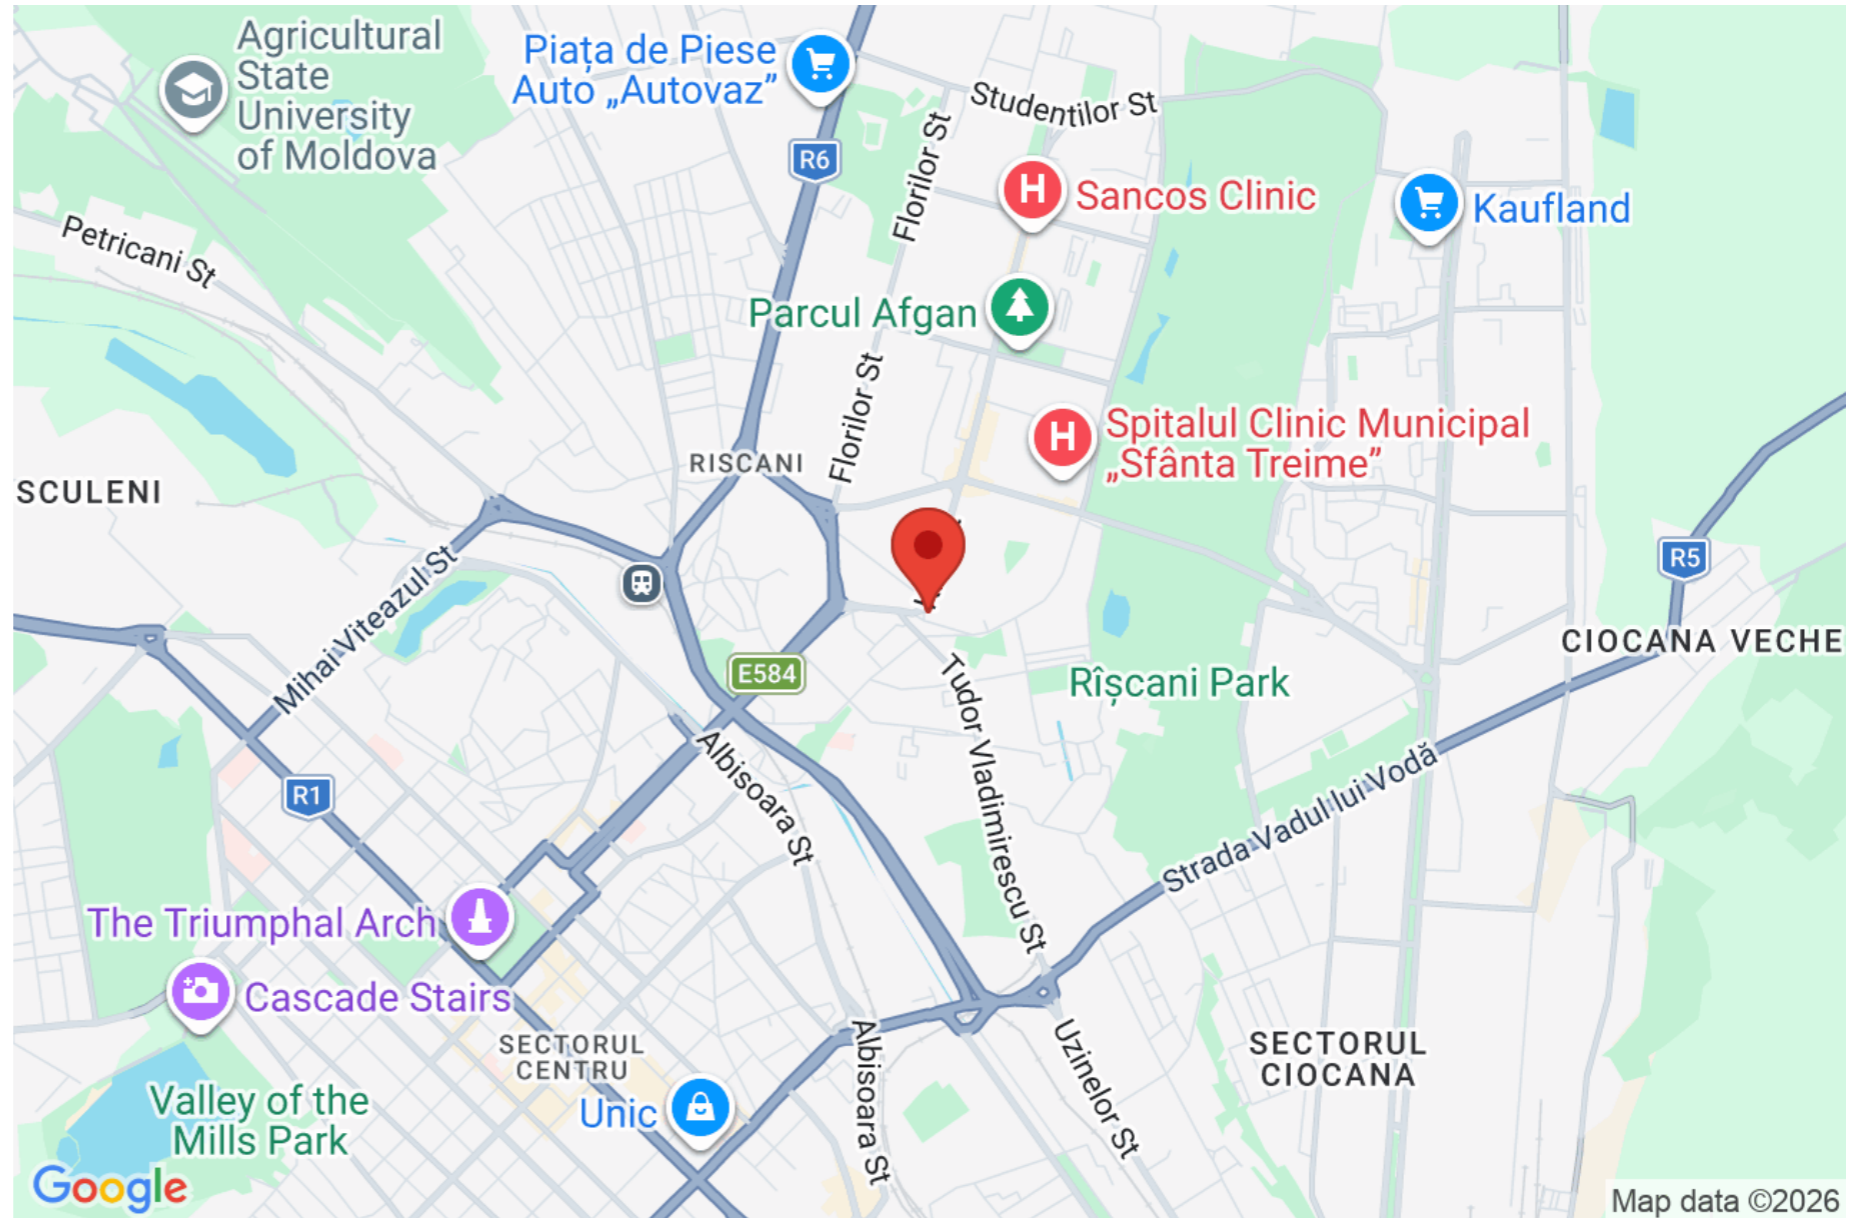 Agricultural
State
University
of Moldova
Piața de Piese
Auto „Autovaz”
R6
Studentilor St
Florilor St
Sancos Clinic
Kaufland
Petricani St
Parcul Afgan
Florilor St
RISCANI
Spitalul Clinic Municipal
„Sfânta Treime”
SCULENI
R5
Mihai Viteazul St
CIOCANA VECHE
E584
Rîșcani Park
Tudor Vladimirescu St
Albisoara St
R1
Strada Vadul lui Vodă
The Triumphal Arch
Cascade Stairs
SECTORUL
CENTRU
Albisoara St
Uzinelor St
SECTORUL
CIOCANA
Valley of the
Mills Park
Unic
Google
Map data ©2026